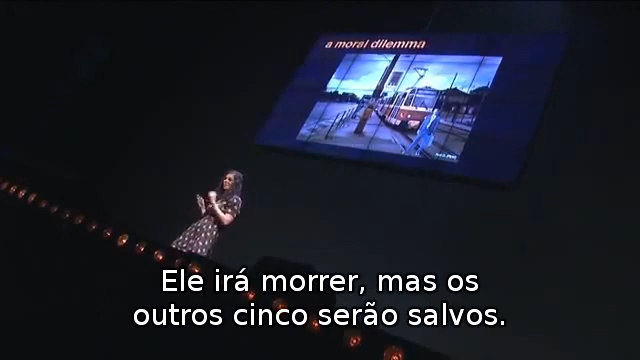 a moral dilemma
Ele irá morrer, mas os
outros cinco serão salvos.